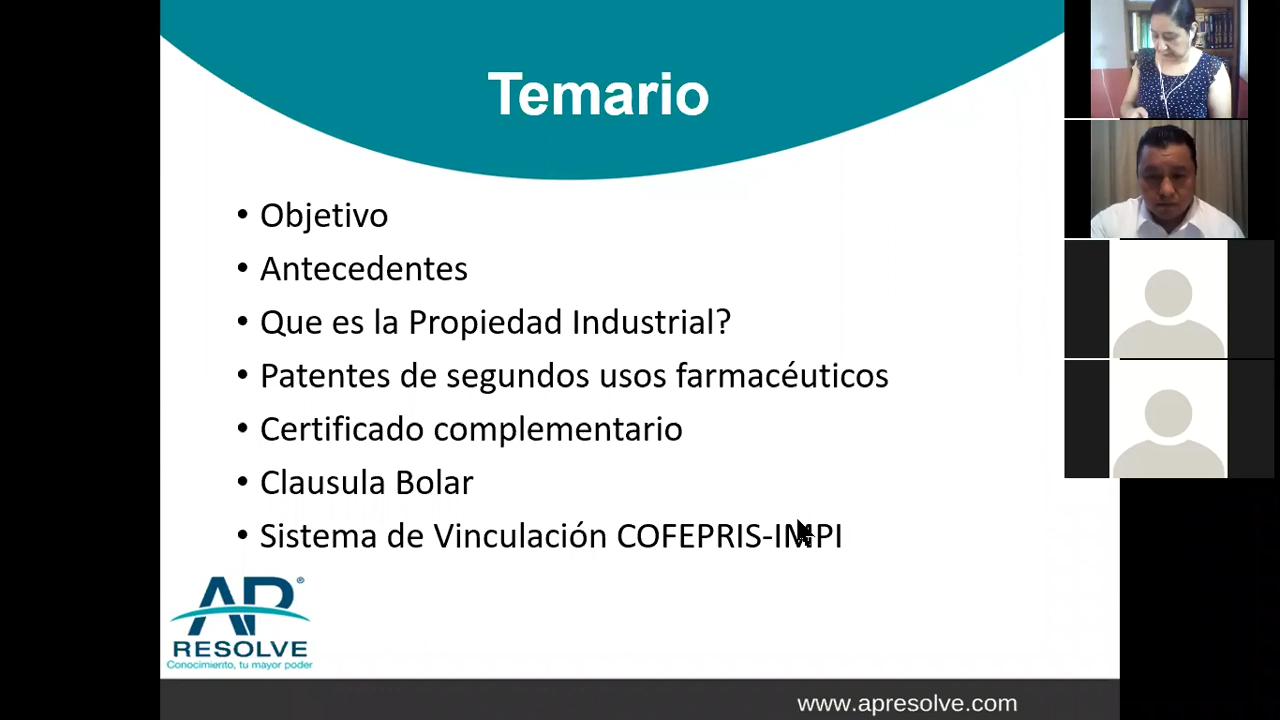 Temario
• Objetivo
• Antecedentes
• Que es la Propiedad Industrial?
• Patentes de segundos usos farmacéuticos
• Certificado complementario
• Clausula Bolar
• Sistema de Vinculación COFEPRIS-IMPI
AP®
RESOLVE
Conocimiento, tu mayor poder
www.apresolve.com